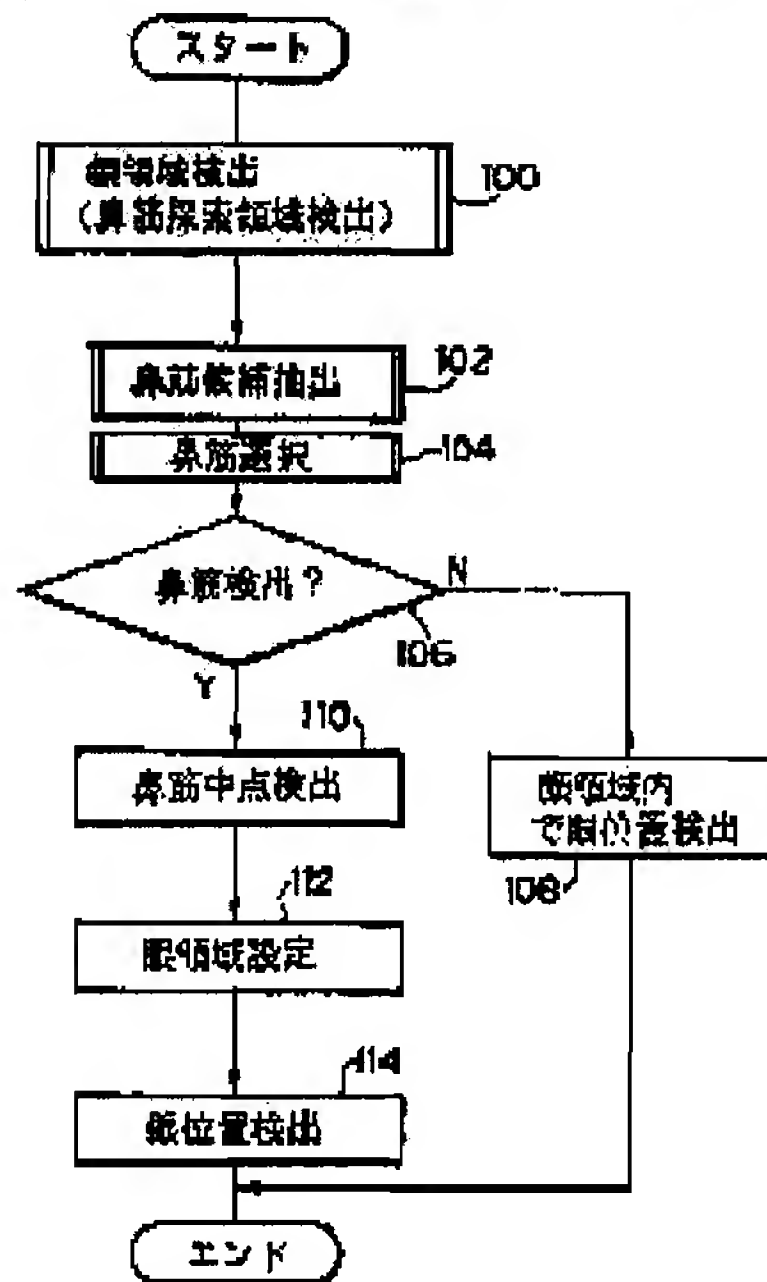 スタート
顔領域検出
(鼻筋探索領域検出)
100
鼻筋候補抽出
102
鼻筋選択
104
鼻筋検出?
N
106
Y
110
鼻筋中点検出
顔領域内
で眼位置検出
108
112
眼領域設定
114
眼位置検出
エンド